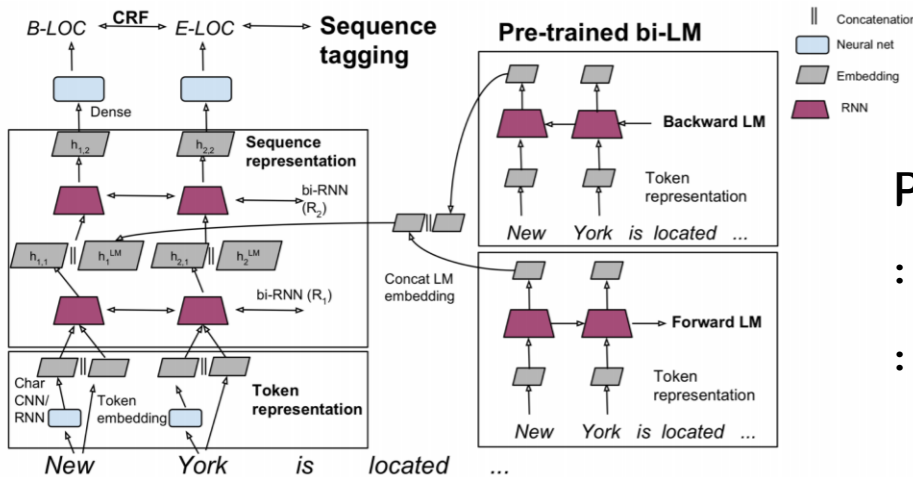 B-LOC CRF E-LOC Sequence tagging
Dense
h1,2 h2,2 Sequence representation
bi-RNN (R2)
h1,1 || h1LM h2,1 || h2LM
bi-RNN (R1)
|| ||
Char CNN/RNN Token embedding Token representation
New York is located ...
Pre-trained bi-LM
Backward LM
Token representation
New York is located ...
||
Concat LM embedding
Forward LM
Token representation
New York is located ...
|| Concatenation
Neural net
Embedding
RNN
P
:
: